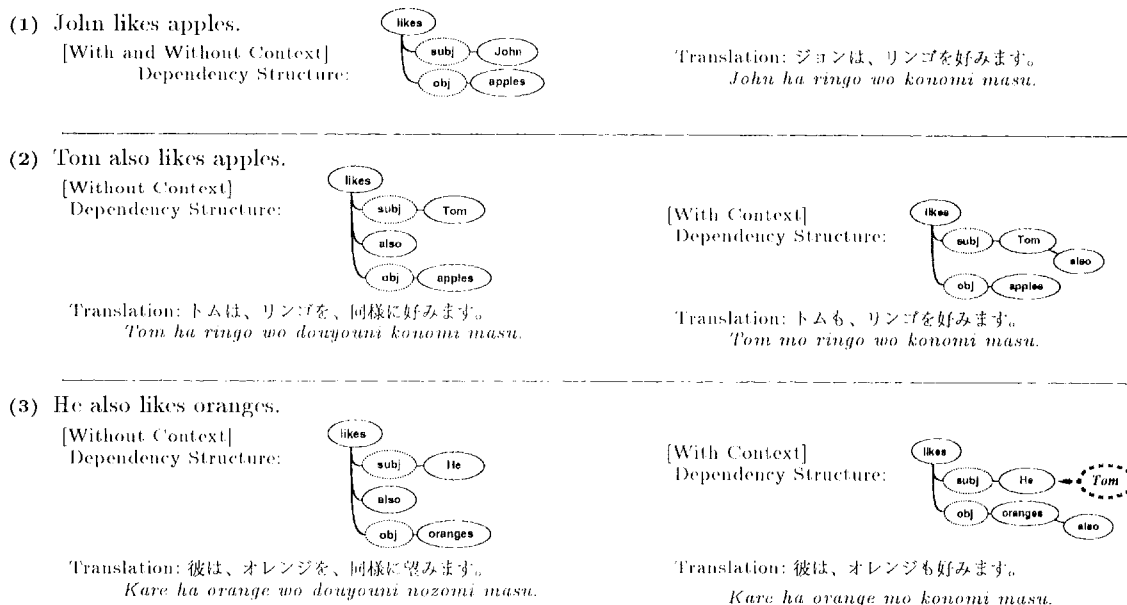 (1) John likes apples.
[With and Without Context]
Dependency Structure:
likes
subj John
obj apples
Translation: ジョンは、リンゴを好みます。
John ha ringo wo konomi masu.
(2) Tom also likes apples.
[Without Context]
Dependency Structure:
likes
subj Tom
also
obj apples
Translation: トムは、リンゴを、同様に好みます。
Tom ha ringo wo douyouni konomi masu.
[With Context]
Dependency Structure:
likes
subj Tom
also
obj apples
Translation: トムも、リンゴを好みます。
Tom mo ringo wo konomi masu.
(3) He also likes oranges.
[Without Context]
Dependency Structure:
likes
subj He
also
obj oranges
Translation: 彼は、オレンジを、同様に望みます。
Kare ha orange wo douyouni nozomi masu.
[With Context]
Dependency Structure:
likes
subj He Tom
obj oranges
also
Translation: 彼は、オレンジも好みます。
Kare ha orange mo konomi masu.